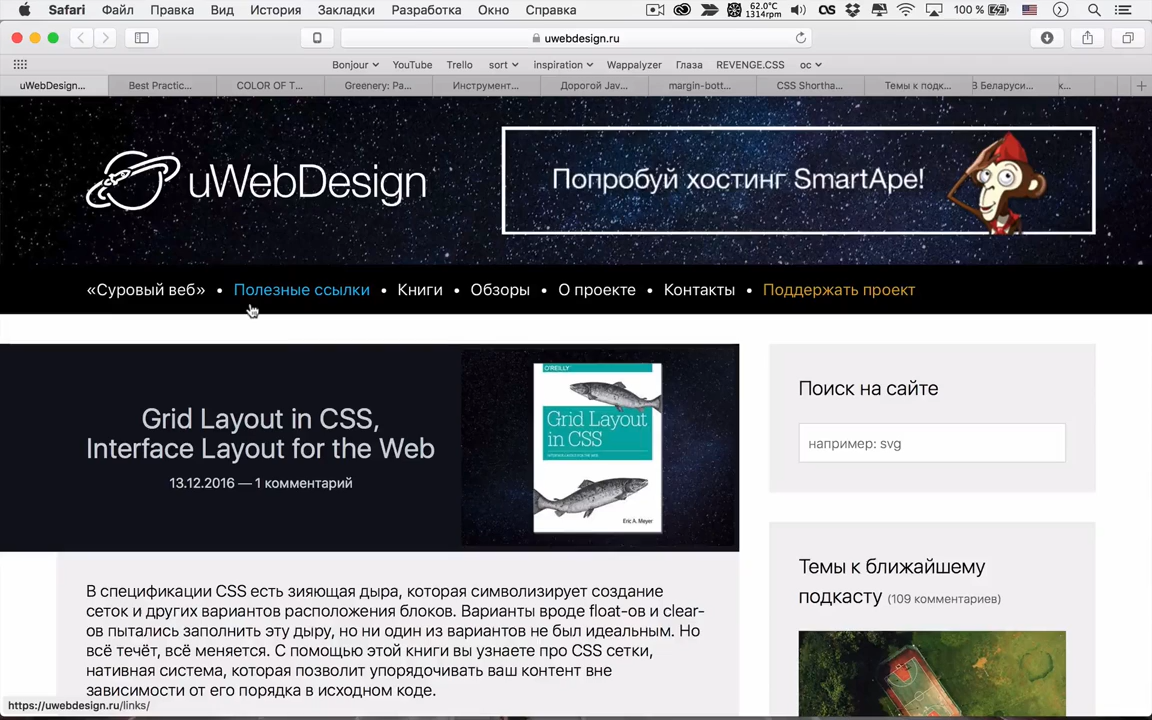 Safari Файл Правка Вид История Закладки Разработка Окно Справка 62.0°C 1314rpm 100 %
uwebdesign.ru
Bonjour YouTube Trello sort inspiration Wappalyzer Глаза REVENGE.CSS ос
uWebDesign... Best Practic... COLOR OF T... Greenery: Pa... Инструмент... Дорогой Jav... margin-bott... CSS Shortha... Темы к подк... В Беларуси... к...
uWebDesign
Попробуй хостинг SmartApe!
«Суровый веб» • Полезные ссылки • Книги • Обзоры • О проекте • Контакты • Поддержать проект
Grid Layout in CSS,
Interface Layout for the Web
13.12.2016 — 1 комментарий
O'REILLY'
Grid Layout
in CSS
INTERFACE LAYOUT FOR THE WEB
Eric A. Meyer
Поиск на сайте
например: svg
В спецификации CSS есть зияющая дыра, которая символизирует создание
сеток и других вариантов расположения блоков. Варианты вроде float-ов и clear-
ов пытались заполнить эту дыру, но ни один из вариантов не был идеальным. Но
всё течёт, всё меняется. С помощью этой книги вы узнаете про CSS сетки,
нативная система, которая позволит упорядочивать ваш контент вне
зависимости от его порядка в исходном коде.
Темы к ближайшему
подкасту (109 комментариев)
https://uwebdesign.ru/links/